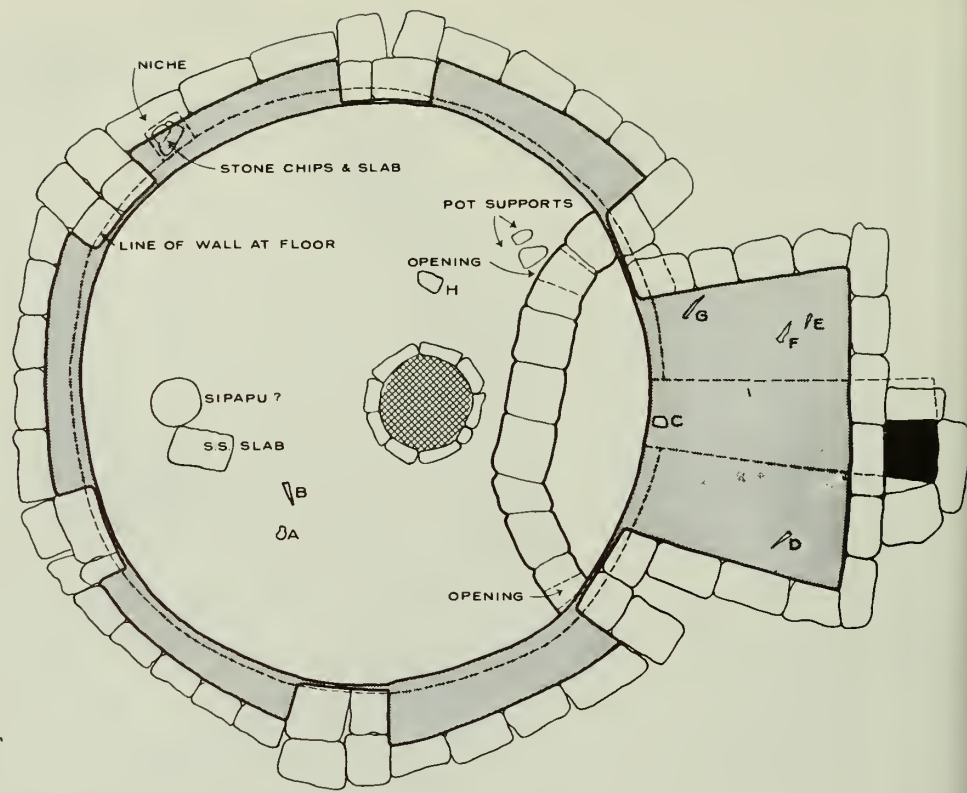 NICHE
STONE CHIPS & SLAB
POT SUPPORTS
LINE OF WALL AT FLOOR
OPENING
H
G
E
F
SIPAPU ?
C
S.S. SLAB
B
A
D
OPENING